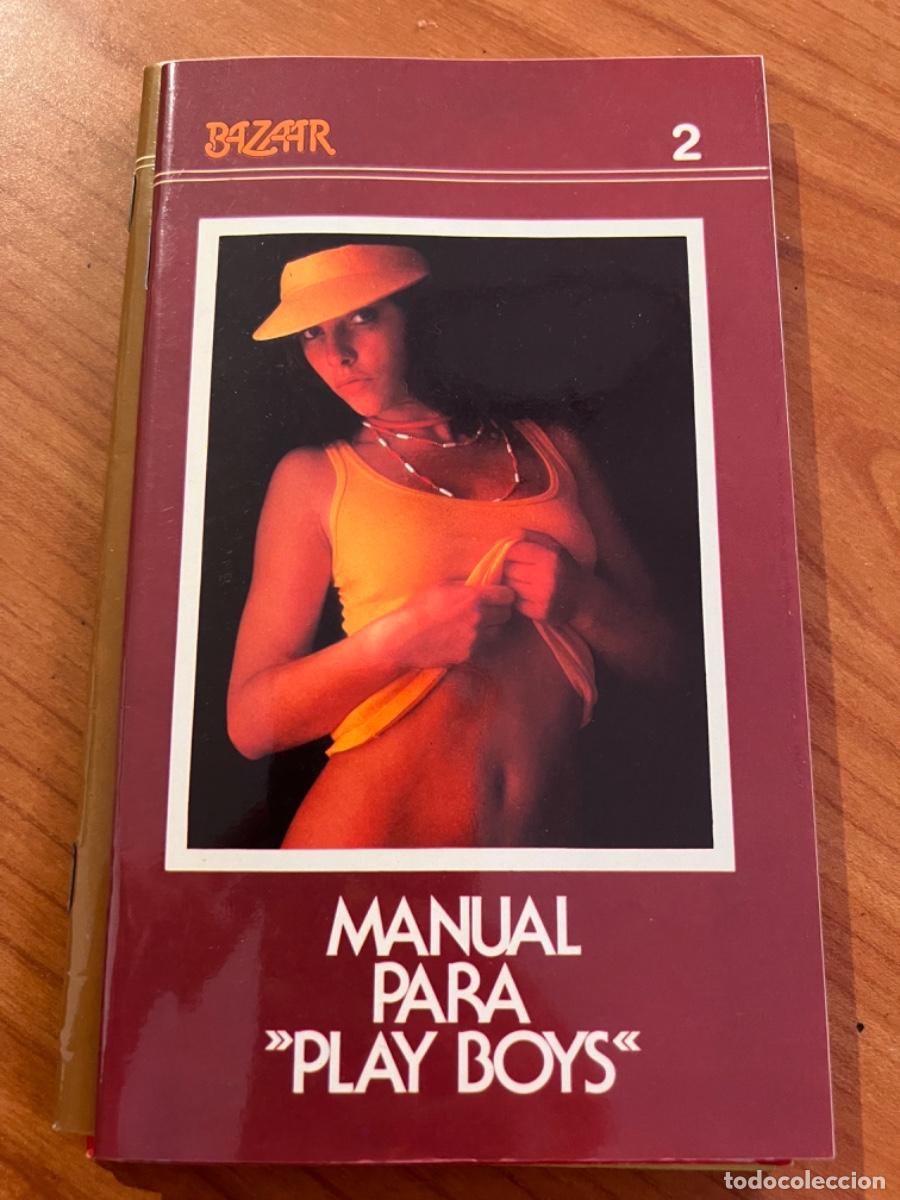 BAZAAR
2
MANUAL
PARA
»PLAY BOYS«
todocoleccion